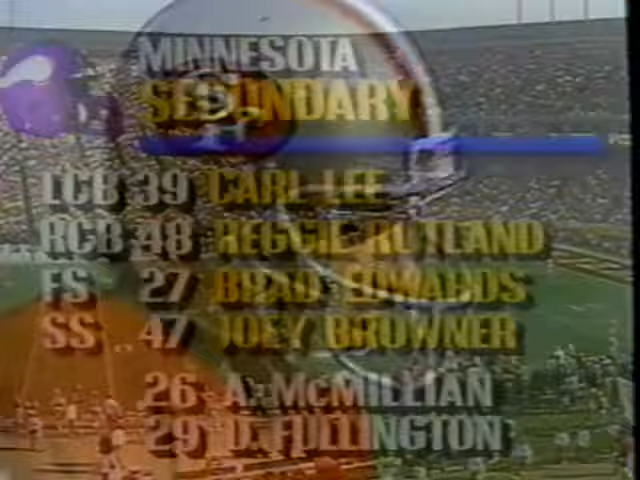 MINNESOTA
SECONDARY
LCB 39 CARL LEE
RCB 48 REGGIE RUTLAND
FS 27 BRAD EDWARDS
SS 47 JOEY BROWNER
26 A. McMILLIAN
29 D. FULLINGTON